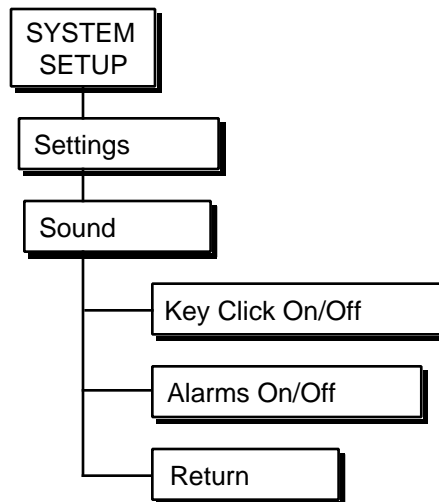 SYSTEM
SETUP
Settings
Sound
Key Click On/Off
Alarms On/Off
Return